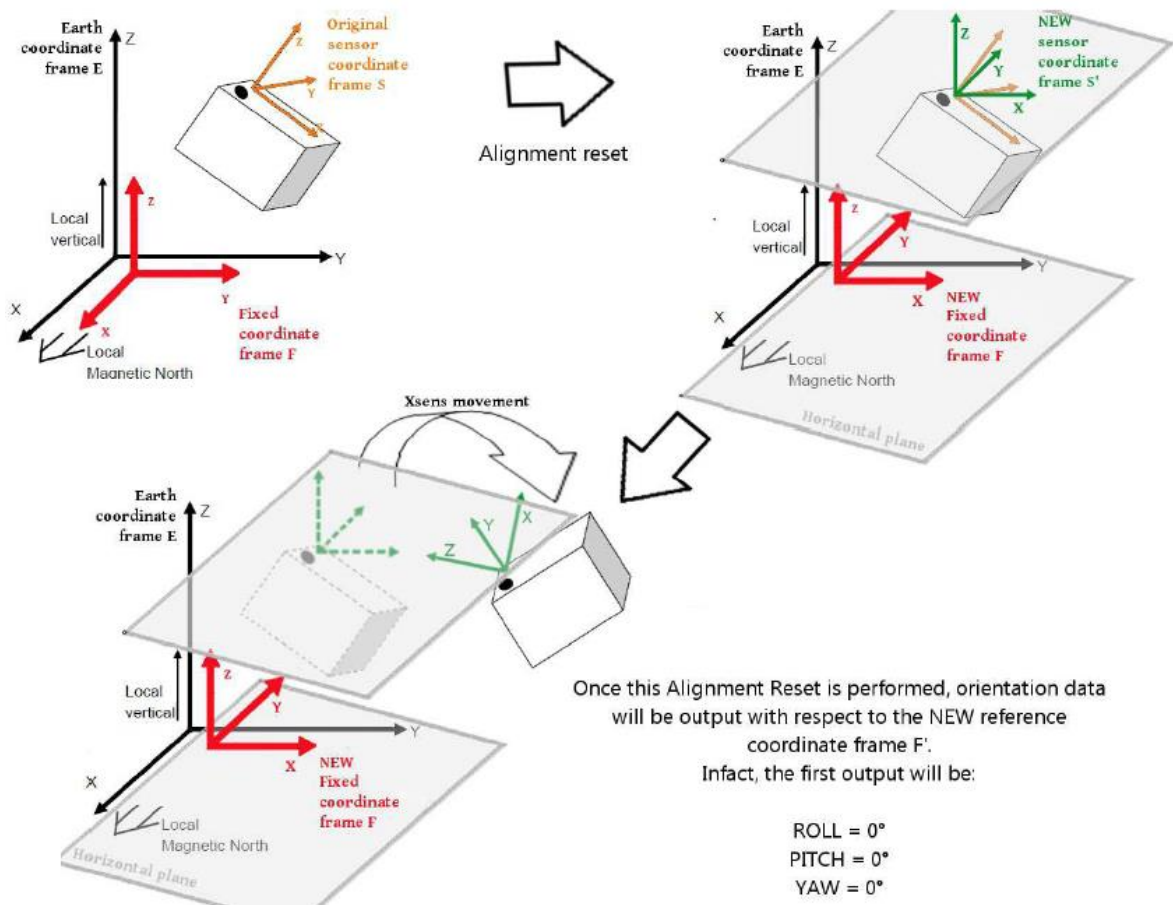 Earth
coordinate
frame E
Z
Original
sensor
coordinate
frame S
Z
Y
X
Local
vertical
Z
Y
Y
X
X
Fixed
coordinate
frame F
Local
Magnetic North
Alignment reset
Earth
coordinate
frame E
Z
NEW
sensor
coordinate
frame S'
Z
Y
X
Local
vertical
Z
Y
Y
X
X
NEW
Fixed
coordinate
frame F
Local
Magnetic North
Horizontal plane
Xsens movement
Earth
coordinate
frame E
Z
X
Y
Z
Local
vertical
Z
Y
Y
X
X
NEW
Fixed
coordinate
frame F
Local
Magnetic North
Horizontal plane
Once this Alignment Reset is performed, orientation data
will be output with respect to the NEW reference
coordinate frame F'.
Infact, the first output will be:
ROLL = 0°
PITCH = 0°
YAW = 0°